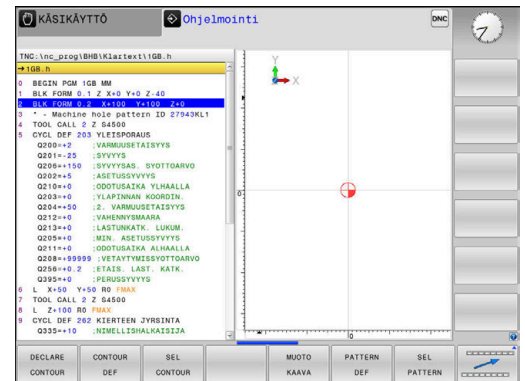 KÄSIKÄYTTÖ
Ohjelmointi
DNC
TNC:\nc_prog\BHB\Klartext\1GB.h
→1GB.h
0 BEGIN PGM 1GB MM
1 BLK FORM 0.1 Z X+0 Y+0 Z-40
2 BLK FORM 0.2 X+100 Y+100 Z+0
3 * - Machine hole pattern ID 27943KL1
4 TOOL CALL 2 Z S4500
5 CYCL DEF 203 YLEISPORAUS
Q200=+2 ;VARMUUSETAISYYS
Q201=-25 ;SYVYYS
Q206=+150 ;SYVYYSAS. SYOTTOARVO
Q202=+5 ;ASETUSSYVYYS
Q210=+0 ;ODOTUSAIKA YLHAALLA
Q203=+0 ;YLAPINNAN KOORDIN.
Q204=+50 ;2. VARMUUSETAISYYS
Q212=+0 ;VAHENNYSMAARA
Q213=+0 ;LASTUNKATK. LUKUM.
Q205=+0 ;MIN. ASETUSSYVYYS
Q211=+0 ;ODOTUSAIKA ALHAALLA
Q208=+99999 ;VETAYTYMISSYOTTOARVO
Q256=+0.2 ;ETAIS. LAST. KATK.
Q395=+0 ;PERUSSYVYYS
6 L X+50 Y+50 R0 FMAX
7 TOOL CALL 2 Z S4500
8 L Z+100 R0 FMAX
9 CYCL DEF 262 KIERTEEN JYRSINTA
Q335=+10 ;NIMELLISHALKAISIJA
Y
X
0
0
DECLARE CONTOUR
CONTOUR DEF
SEL CONTOUR
MUOTO KAAVA
PATTERN DEF
SEL PATTERN